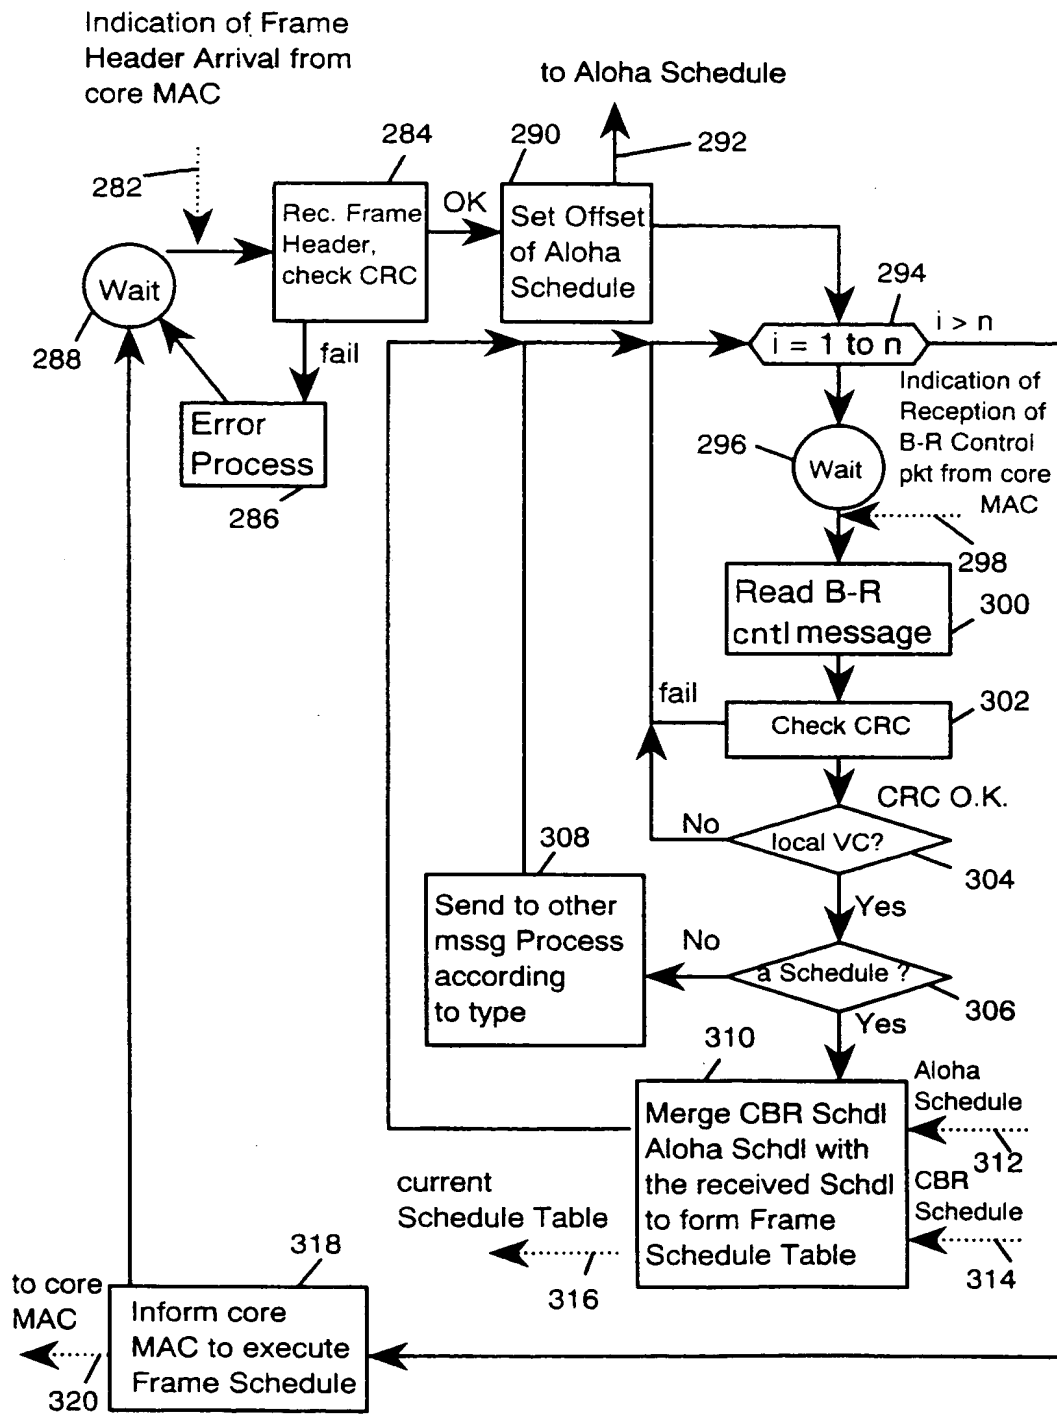 Indication of Frame
Header Arrival from
core MAC
to Aloha Schedule
282
284
290
292
Rec. Frame
Header,
check CRC
OK
Set Offset
of Aloha
Schedule
294
Wait
288
fail
i = 1 to n
i > n
Error
Process
286
Indication of
Reception of
B-R Control
pkt from core
MAC
296
Wait
298
Read B-R
cntl message
300
fail
302
Check CRC
CRC O.K.
No
local VC?
304
308
Yes
Send to other
mssg Process
according
to type
No
a Schedule ?
306
Yes
310
Merge CBR Schdl
Aloha Schdl with
the received Schdl
to form Frame
Schedule Table
Aloha
Schedule
312
CBR
Schedule
314
current
Schedule Table
316
318
to core
MAC
Inform core
MAC to execute
Frame Schedule
320